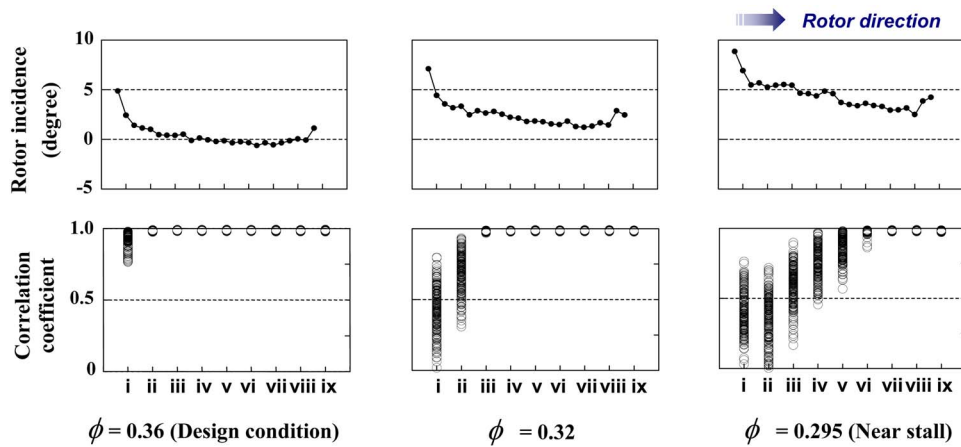 Rotor direction
Rotor incidence
(degree)
10
5
0
-5
Correlation
coefficient
1.0
0.5
0
i ii iii iv v vi vii viii ix
i ii iii iv v vi vii viii ix
i ii iii iv v vi vii viii ix
ϕ = 0.36 (Design condition)
ϕ = 0.32
ϕ = 0.295 (Near stall)